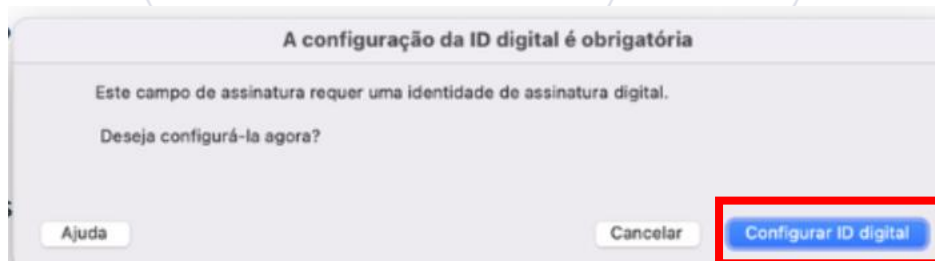 A configuração da ID digital é obrigatória
Este campo de assinatura requer uma identidade de assinatura digital.
Deseja configurá-la agora?
Ajuda
Cancelar
Configurar ID digital